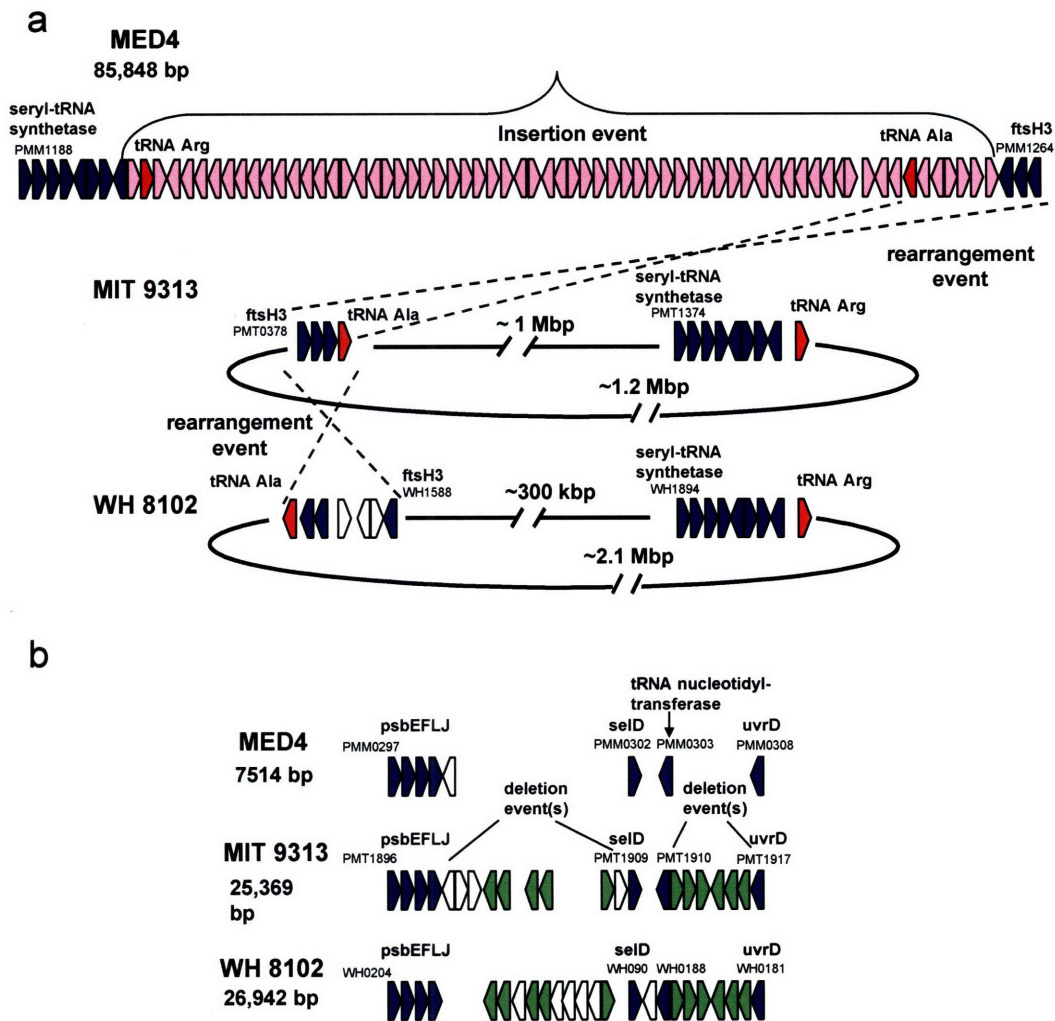 a
MED4
85,848 bp
seryl-tRNA
synthetase
PMM1188
tRNA Arg
Insertion event
tRNA Ala
ftsH3
PMM1264
rearrangement
event
MIT 9313
ftsH3
PMT0378
tRNA Ala
~ 1 Mbp
seryl-tRNA
synthetase
PMT1374
tRNA Arg
~1.2 Mbp
rearrangement
event
WH 8102
tRNA Ala
ftsH3
WH1588
~300 kbp
seryl-tRNA
synthetase
WH1894
tRNA Arg
~2.1 Mbp
b
MED4
7514 bp
psbEFLJ
PMM0297
selD
PMM0302
tRNA nucleotidyl-
transferase
PMM0303
uvrD
PMM0308
deletion
event(s)
deletion
event(s)
MIT 9313
25,369
bp
psbEFLJ
PMT1896
selD
PMT1909
PMT1910
uvrD
PMT1917
WH 8102
26,942 bp
psbEFLJ
WH0204
selD
WH090
WH0188
uvrD
WH0181